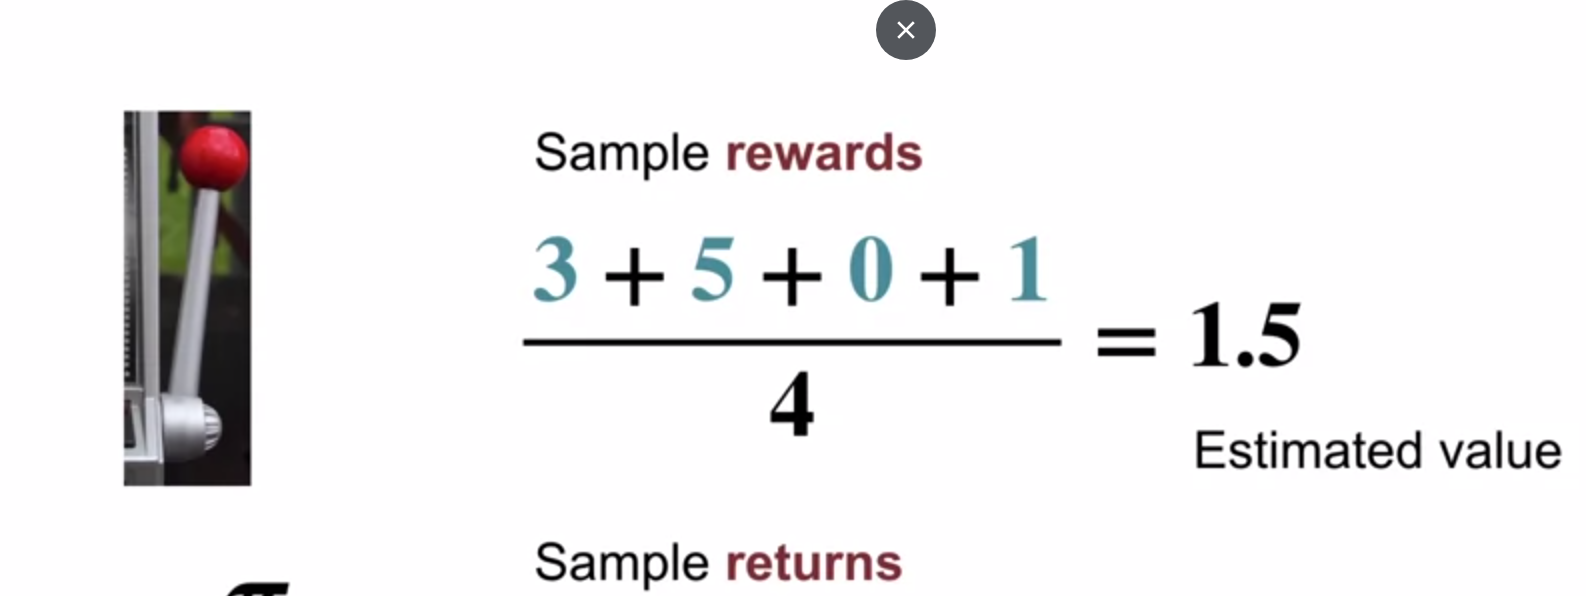 Sample rewards
3 + 5 + 0 + 1
4
= 1.5
Estimated value
Sample returns